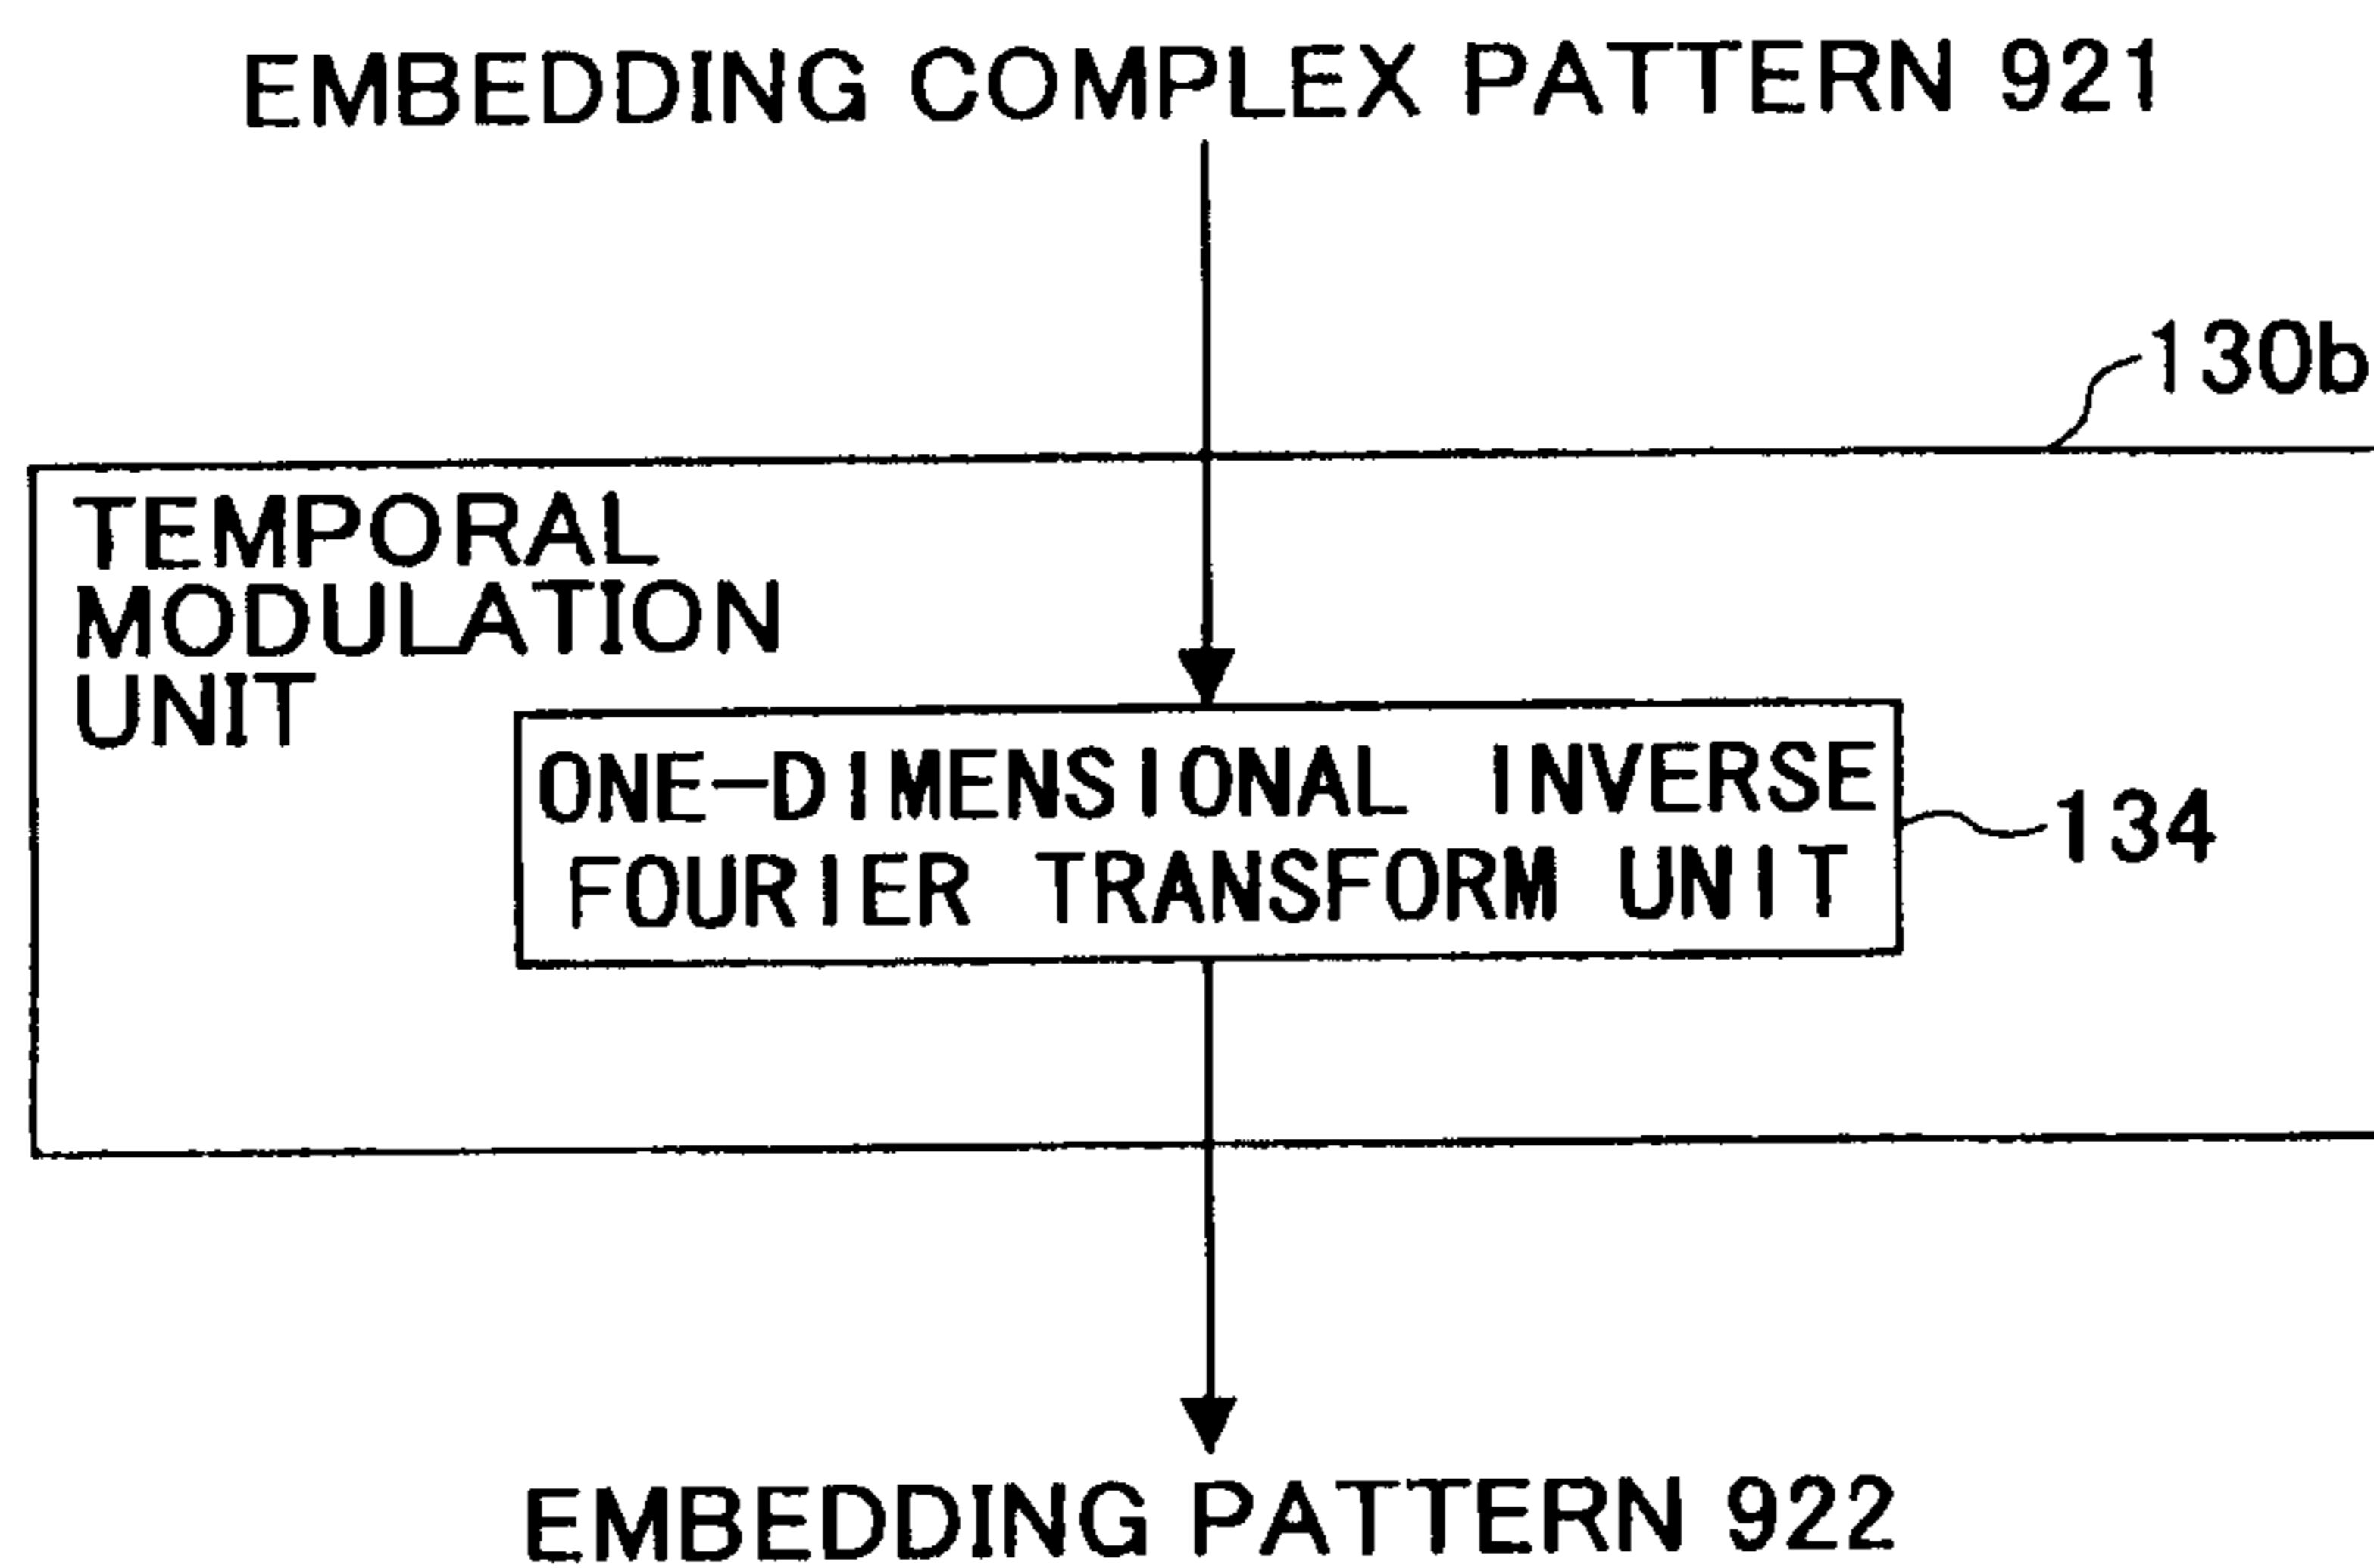 EMBEDDING COMPLEX PATTERN 921
130b
TEMPORAL
MODULATION
UNIT
ONE-DIMENSIONAL INVERSE
FOURIER TRANSFORM UNIT
134
EMBEDDING PATTERN 922